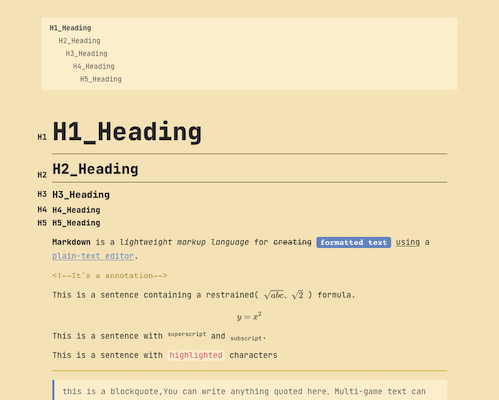 H1_Heading
H2_Heading
H3_Heading
H4_Heading
H5_Heading
H1 H1_Heading
H2 H2_Heading
H3 H3_Heading
H4 H4_Heading
H5 H5_Heading
Markdown is a lightweight markup language for creating formatted text using a
plain-text editor.
<!--It's a annotation-->
This is a sentence containing a restrained( √abc, √2 ) formula.
y = x²
This is a sentence with superscript and subscript.
This is a sentence with highlighted characters
this is a blockquote,You can write anything quoted here, Multi-game text can